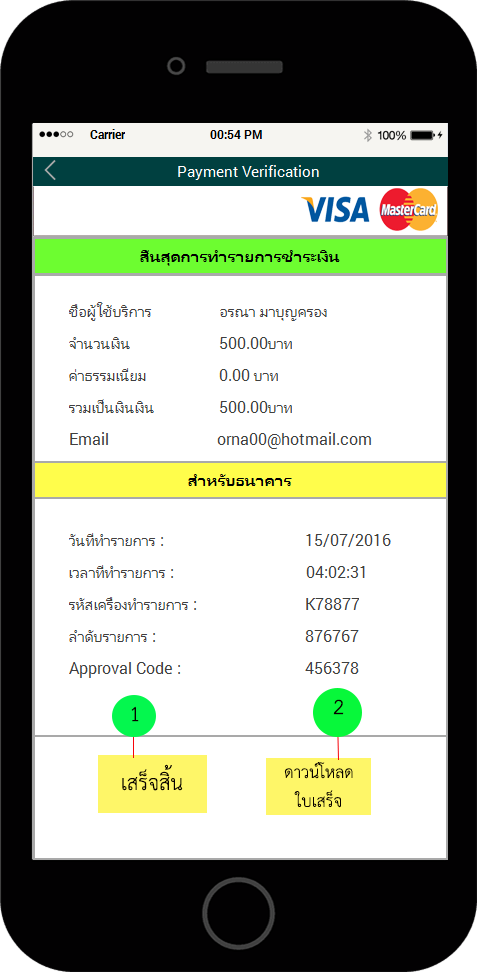 Carrier 00:54 PM 100%
Payment Verification
VISA MasterCard
สิ้นสุดการทำรายการชำระเงิน
ชื่อผู้ใช้บริการ อรณา มาบุญครอง
จำนวนเงิน 500.00บาท
ค่าธรรมเนียม 0.00 บาท
รวมเป็นเงินเงิน 500.00บาท
Email orna00@hotmail.com
สำหรับธนาคาร
วันที่ทำรายการ : 15/07/2016
เวลาที่ทำรายการ : 04:02:31
รหัสเครื่องทำรายการ : K78877
ลำดับรายการ : 876767
Approval Code : 456378
1 2
เสร็จสิ้น
ดาวน์โหลด
ใบเสร็จ